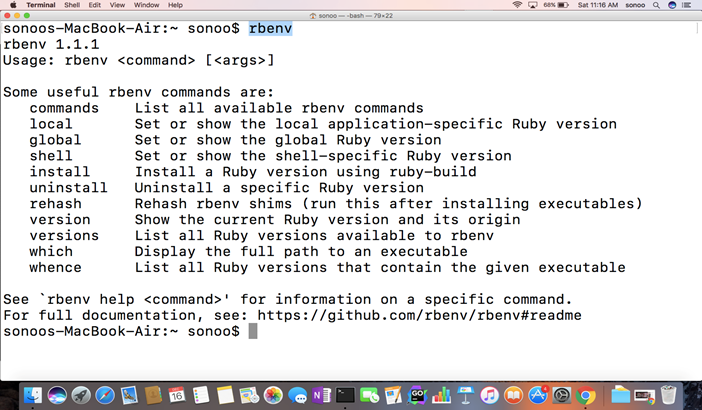 Terminal Shell Edit View Window Help 68% Sat 11:16 AM sonoo
sonoo — -bash — 79×22
sonoos-MacBook-Air:~ sonoo$ rbenv
rbenv 1.1.1
Usage: rbenv <command> [<args>]
Some useful rbenv commands are:
commands List all available rbenv commands
local Set or show the local application-specific Ruby version
global Set or show the global Ruby version
shell Set or show the shell-specific Ruby version
install Install a Ruby version using ruby-build
uninstall Uninstall a specific Ruby version
rehash Rehash rbenv shims (run this after installing executables)
version Show the current Ruby version and its origin
versions List all Ruby versions available to rbenv
which Display the full path to an executable
whence List all Ruby versions that contain the given executable
See `rbenv help <command>' for information on a specific command.
For full documentation, see: https://github.com/rbenv/rbenv#readme
sonoos-MacBook-Air:~ sonoo$
16
GO